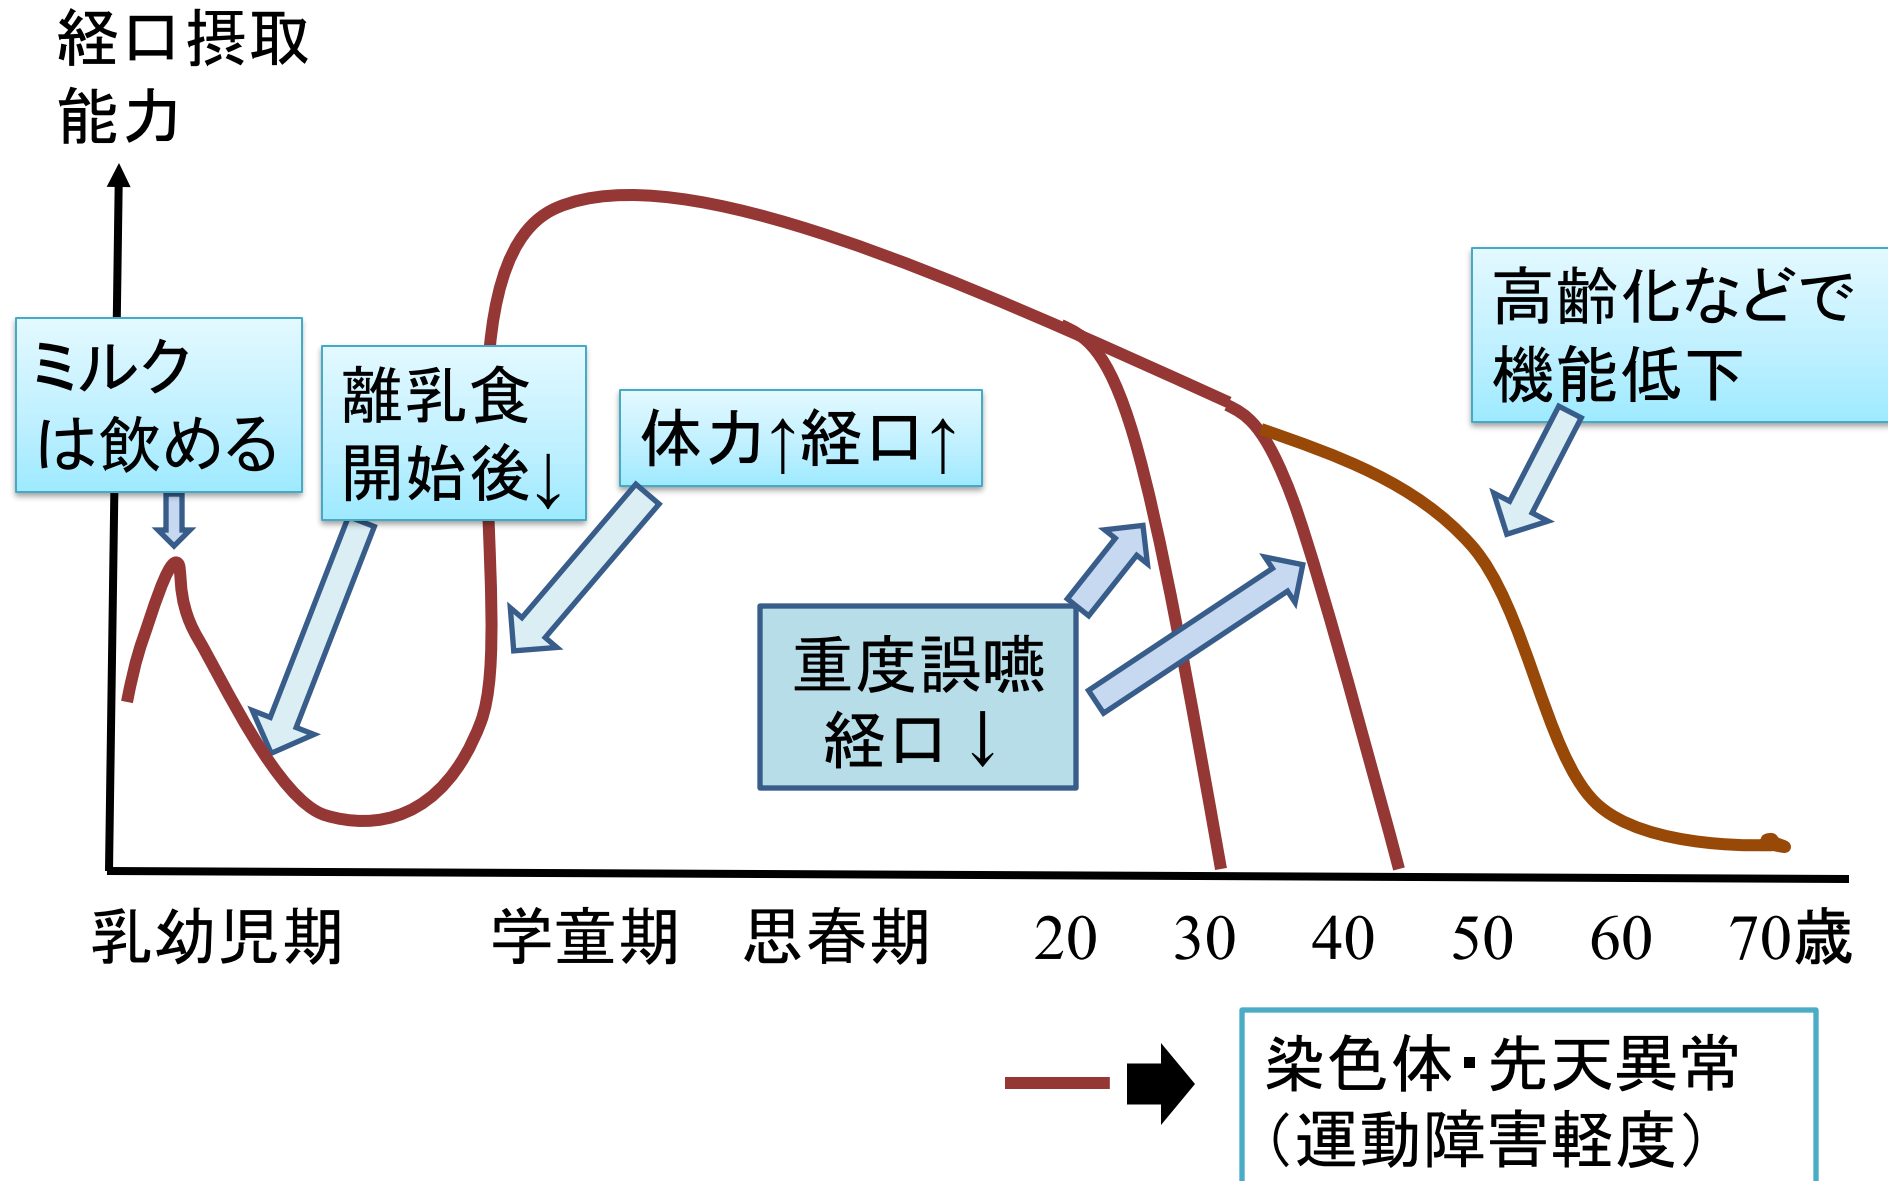 経口摂取
能力
ミルク
は飲める
離乳食
開始後↓
体力↑経口↑
重度誤嚥
経口↓
高齢化などで
機能低下
乳幼児期 学童期 思春期 20 30 40 50 60 70歳
染色体・先天異常
（運動障害軽度）